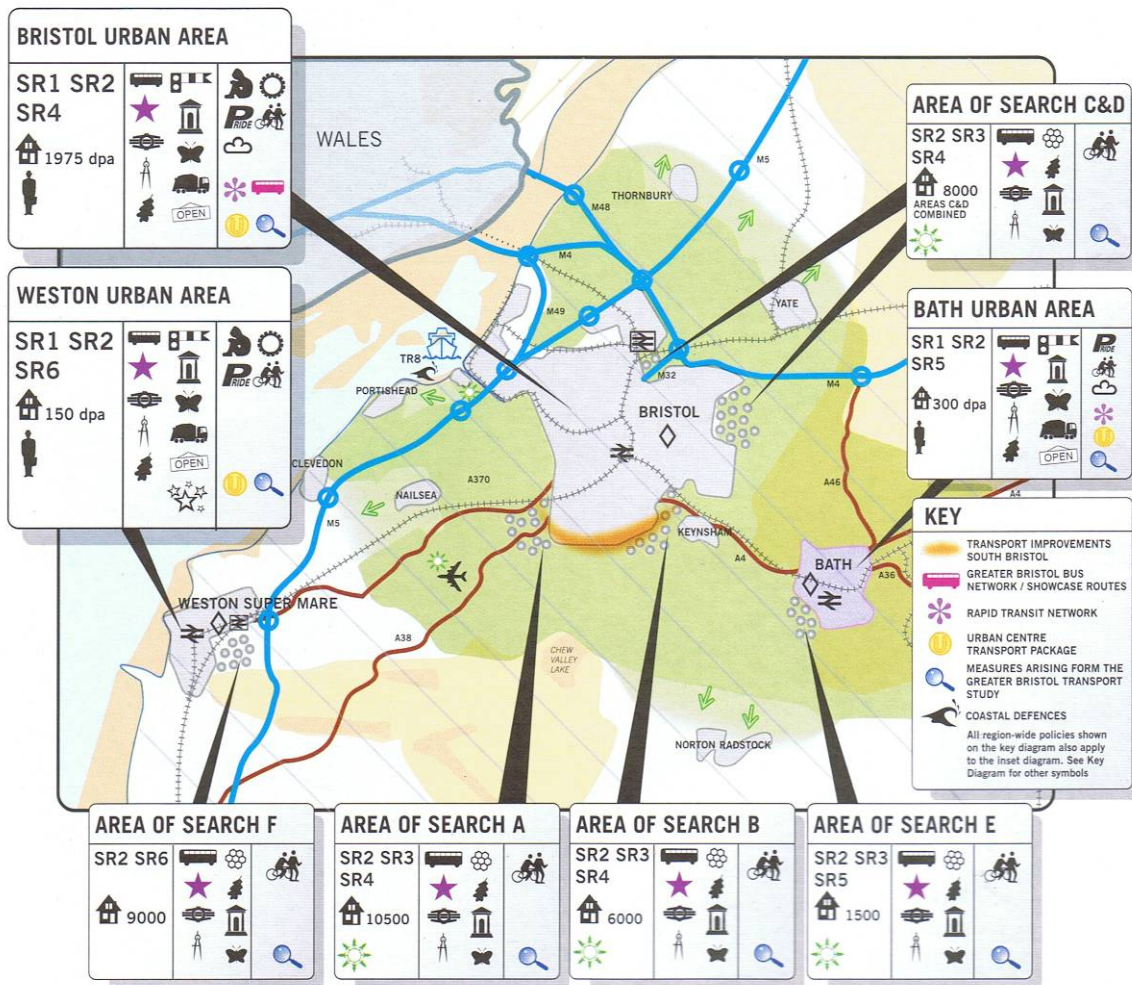 BRISTOL URBAN AREA
SR1 SR2
SR4
1975 dpa
PRIDE
OPEN
U
WESTON URBAN AREA
SR1 SR2
SR6
150 dpa
PRIDE
OPEN
U
AREA OF SEARCH C&D
SR2 SR3
SR4
8000
AREAS C&D
COMBINED
BATH URBAN AREA
SR1 SR2
SR5
300 dpa
PRIDE
OPEN
U
KEY
TRANSPORT IMPROVEMENTS
SOUTH BRISTOL
GREATER BRISTOL BUS
NETWORK / SHOWCASE ROUTES
RAPID TRANSIT NETWORK
U
URBAN CENTRE
TRANSPORT PACKAGE
MEASURES ARISING FORM THE
GREATER BRISTOL TRANSPORT
STUDY
COASTAL DEFENCES
All region-wide policies shown
on the key diagram also apply
to the inset diagram. See Key
Diagram for other symbols
WALES
M5
THORNBURY
M48
M4
M49
YATE
TR8
M32
PORTISHEAD
M4
BRISTOL
CLEVEDON
NAILSEA
A370
A46
M5
KEYNSHAM
A4
A4
BATH
A36
WESTON SUPER MARE
A38
CHEW
VALLEY
LAKE
NORTON RADSTOCK
AREA OF SEARCH F
SR2 SR6
9000
AREA OF SEARCH A
SR2 SR3
SR4
10500
AREA OF SEARCH B
SR2 SR3
SR4
6000
AREA OF SEARCH E
SR2 SR3
SR5
1500